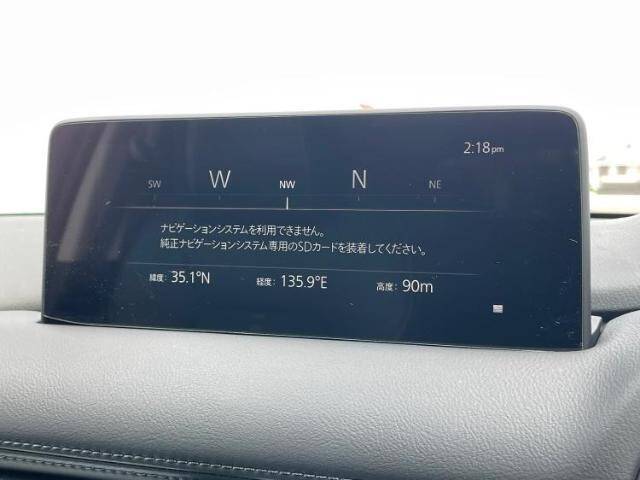 2:18pm
SW W NW N NE
ナビゲーションシステムを利用できません。
純正ナビゲーションシステム専用のSDカードを装着してください。
緯度: 35.1°N 経度: 135.9°E 高度: 90m